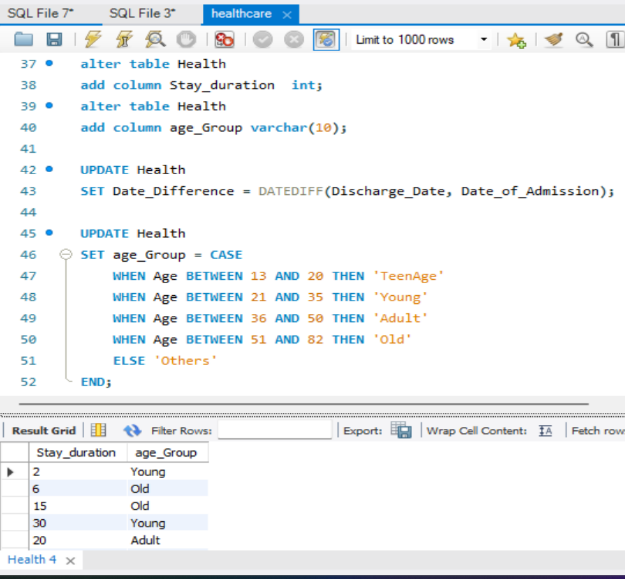 SQL File 7* SQL File 3* healthcare
Limit to 1000 rows
37 alter table Health
38 add column Stay_duration int;
39 alter table Health
40 add column age_Group varchar(10);
41
42 UPDATE Health
43 SET Date_Difference = DATEDIFF(Discharge_Date, Date_of_Admission);
44
45 UPDATE Health
46 SET age_Group = CASE
47 WHEN Age BETWEEN 13 AND 20 THEN 'TeenAge'
48 WHEN Age BETWEEN 21 AND 35 THEN 'Young'
49 WHEN Age BETWEEN 36 AND 50 THEN 'Adult'
50 WHEN Age BETWEEN 51 AND 82 THEN 'Old'
51 ELSE 'Others'
52 END;
Result Grid Filter Rows: Export: Wrap Cell Content: Fetch row
Stay_duration age_Group
2 Young
6 Old
15 Old
30 Young
20 Adult
Health 4